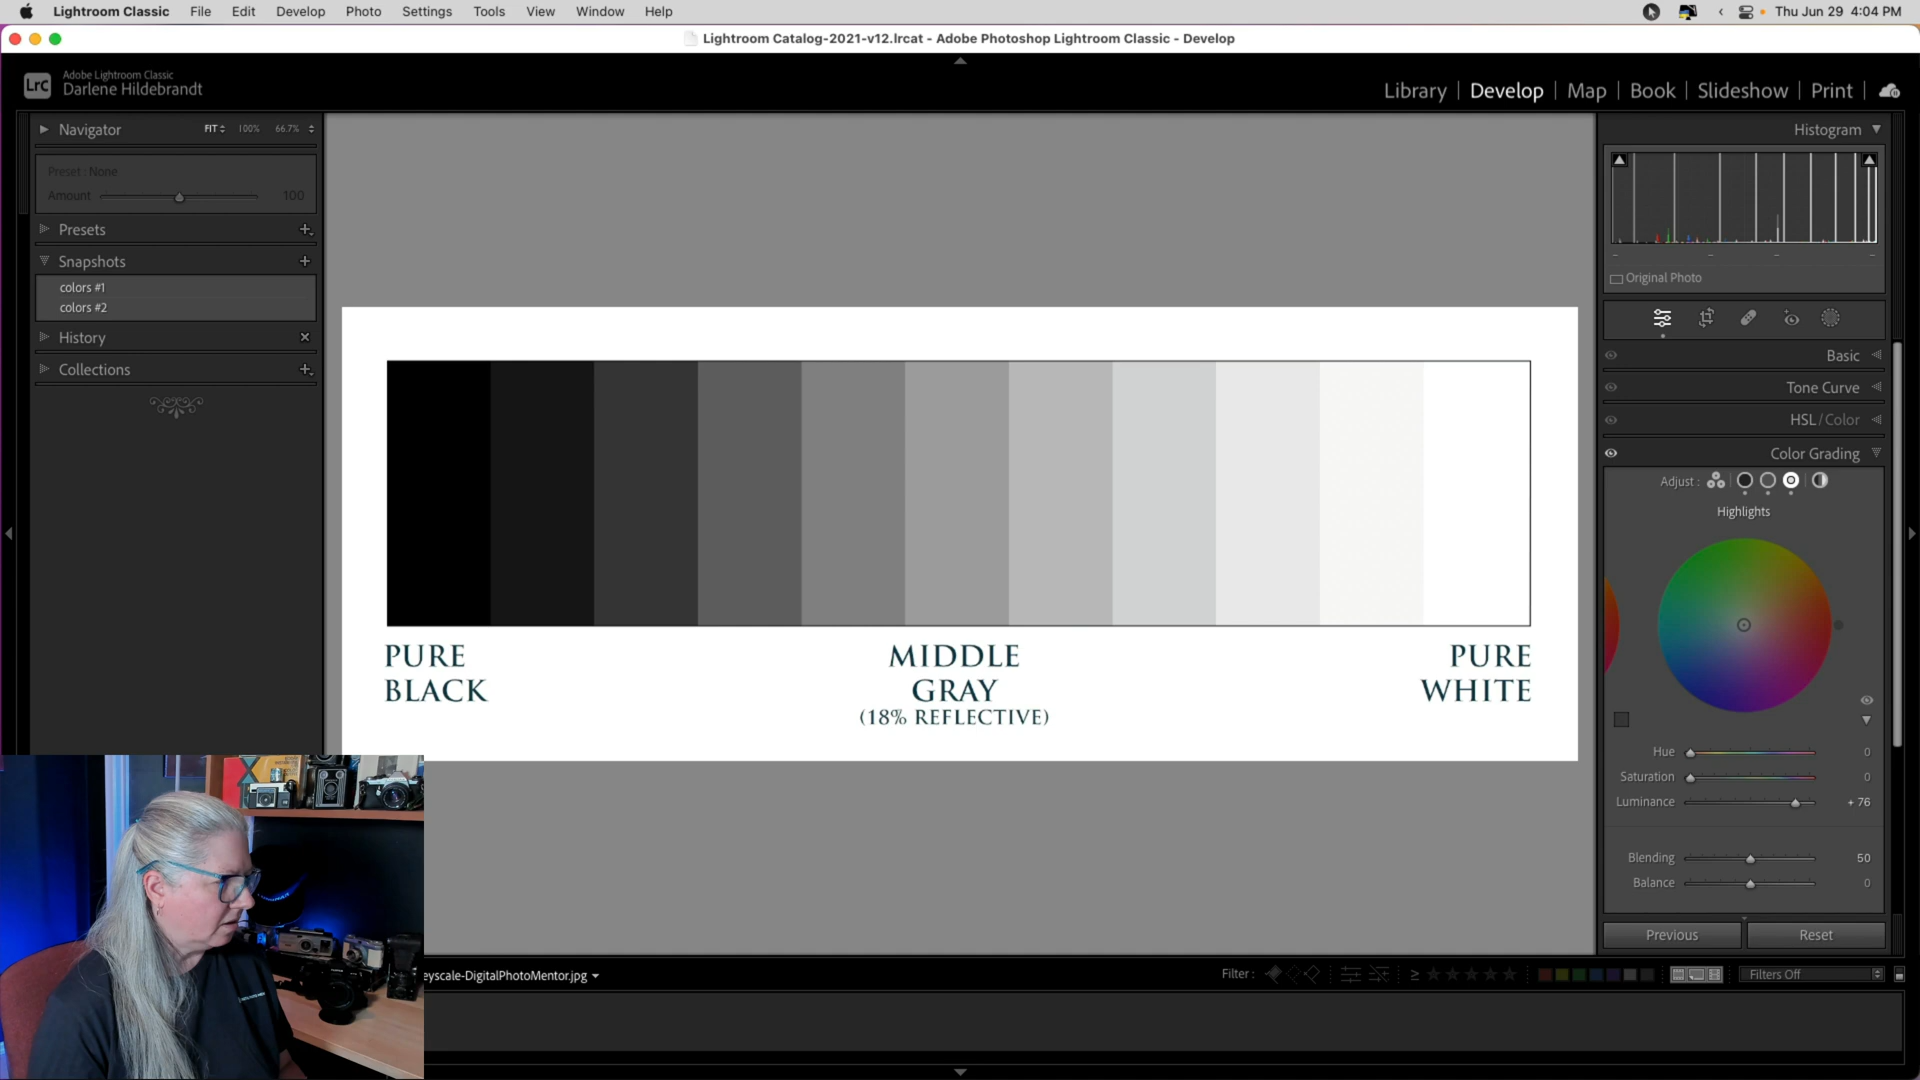 Lightroom Classic File Edit Develop Photo Settings Tools View Window Help
Thu Jun 29 4:04 PM
Lightroom Catalog-2021-v12.lrcat - Adobe Photoshop Lightroom Classic - Develop
Lrc
Adobe Lightroom Classic
Darlene Hildebrandt
Library | Develop | Map | Book | Slideshow | Print |
Navigator FIT 100% 66.7%
Preset : None
Amount 100
Presets
Snapshots
colors #1
colors #2
History
Collections
PURE
BLACK
MIDDLE
GRAY
(18% REFLECTIVE)
PURE
WHITE
Histogram
Original Photo
Basic
Tone Curve
HSL / Color
Color Grading
Adjust :
Highlights
Hue 0
Saturation 0
Luminance + 76
Blending 50
Balance 0
Previous Reset
eyscale-DigitalPhotoMentor.jpg
Filter :
≥
Filters Off